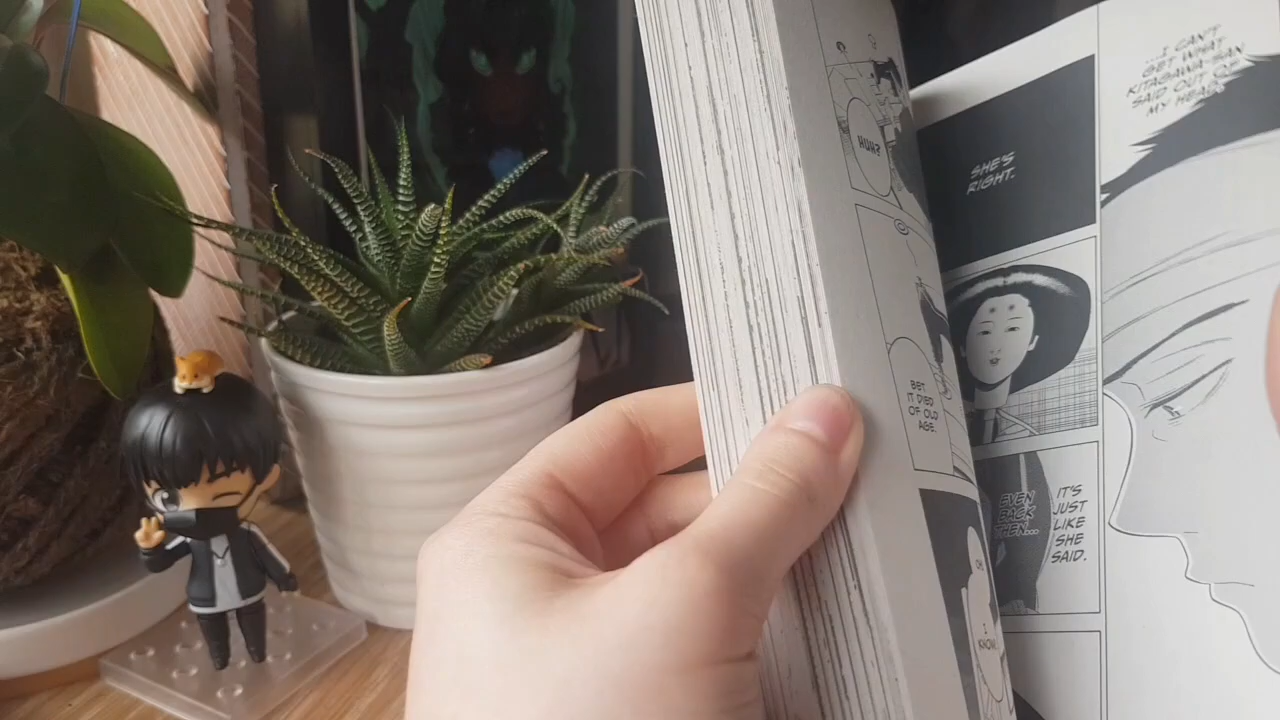 HUH?
BET
IT DIED
OF OLD
AGE.
I
KNOW.
...I CAN'T
GET WHAT
KITAGAWA-SAN
SAID OUT OF
MY HEAD.
SHE'S
RIGHT.
IT'S
JUST
LIKE
SHE
SAID.
EVEN
BACK
THEN...